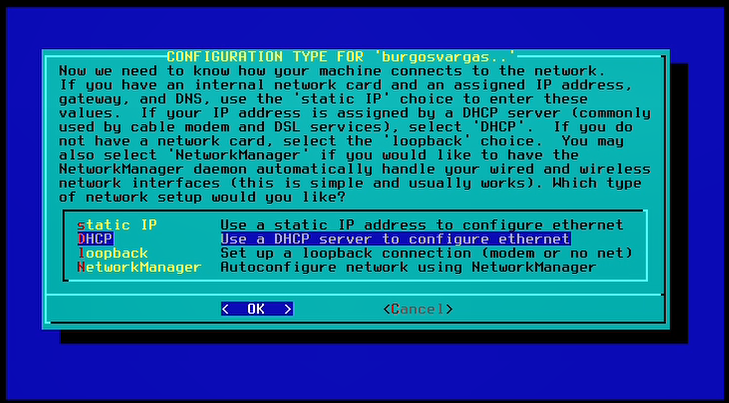 CONFIGURATION TYPE FOR 'burgosvargas..'
Now we need to know how your machine connects to the network.
If you have an internal network card and an assigned IP address,
gateway, and DNS, use the 'static IP' choice to enter these
values.  If your IP address is assigned by a DHCP server (commonly
used by cable modem and DSL services), select 'DHCP'.  If you do
not have a network card, select the 'loopback' choice.  You may
also select 'NetworkManager' if you would like to have the
NetworkManager daemon automatically handle your wired and wireless
network interfaces (this is simple and usually works). Which type
of network setup would you like?
static IP Use a static IP address to configure ethernet
DHCP Use a DHCP server to configure ethernet
loopback Set up a loopback connection (modem or no net)
NetworkManager Autoconfigure network using NetworkManager
< OK > <Cancel>